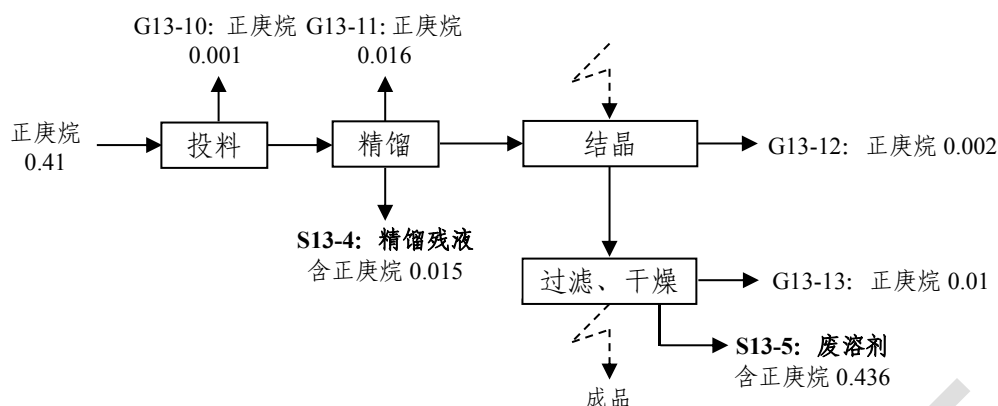 G13-10: 正庚烷
0.001
G13-11: 正庚烷
0.016
正庚烷
0.41
投料
精馏
结晶
G13-12: 正庚烷 0.002
S13-4: 精馏残液
含正庚烷 0.015
过滤、干燥
G13-13: 正庚烷 0.01
S13-5: 废溶剂
含正庚烷 0.436
成品